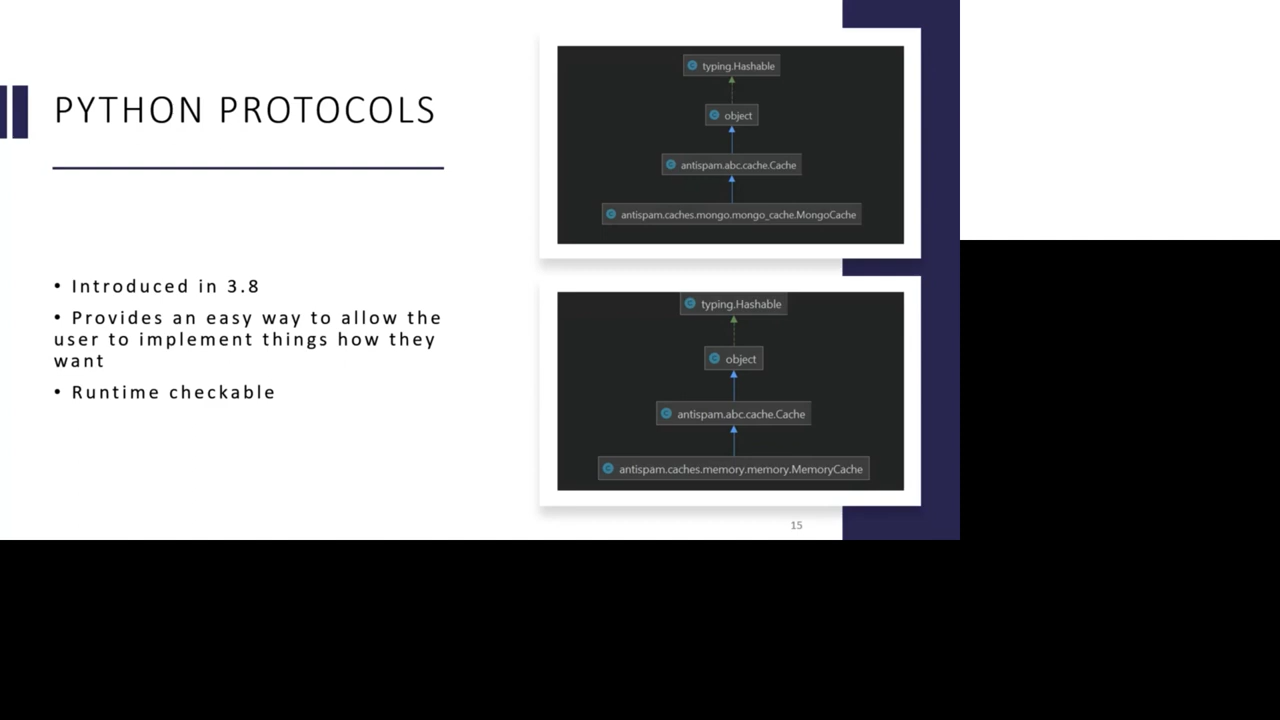 PYTHON PROTOCOLS
• Introduced in 3.8
• Provides an easy way to allow the
user to implement things how they
want
• Runtime checkable
typing.Hashable
object
antispam.abc.cache.Cache
antispam.caches.mongo.mongo_cache.MongoCache
typing.Hashable
object
antispam.abc.cache.Cache
antispam.caches.memory.memory.MemoryCache
15